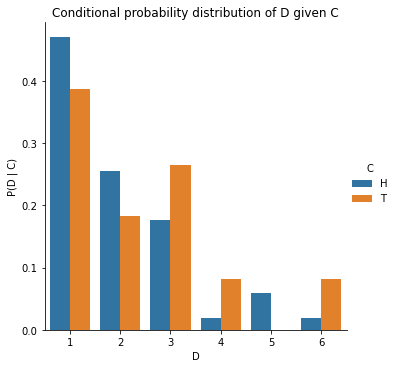 Conditional probability distribution of D given C
P(D | C)
0.4
0.3
0.2
0.1
0.0
1 2 3 4 5 6
D
C
H
T